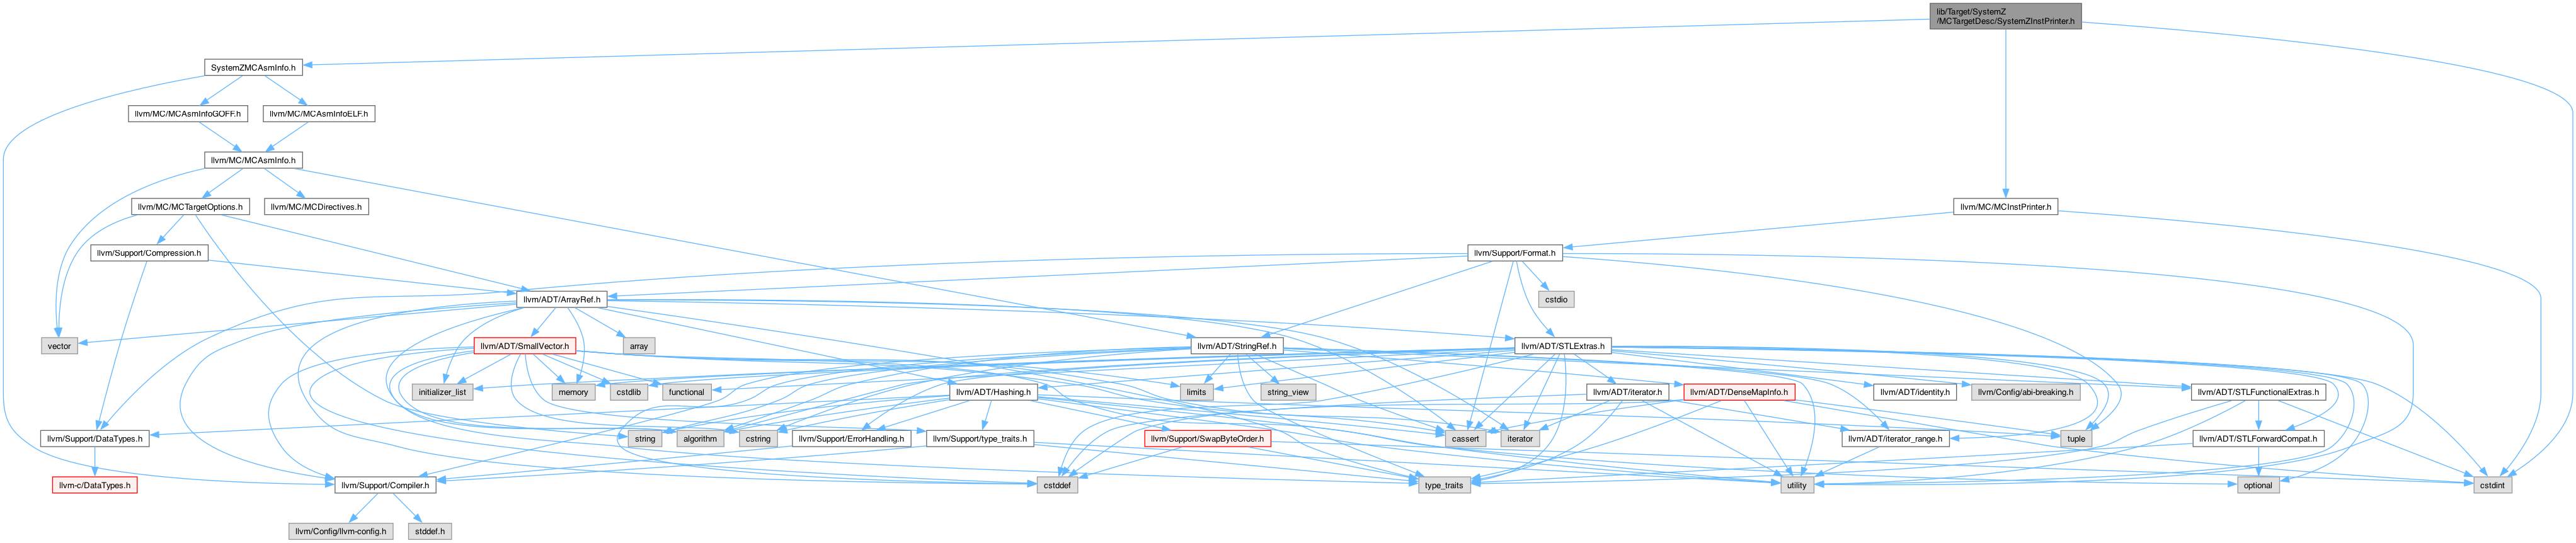 lib/Target/SystemZ
/MCTargetDesc/SystemZInstPrinter.h
SystemZMCAsmInfo.h
llvm/MC/MCAsmInfoGOFF.h
llvm/MC/MCAsmInfoELF.h
llvm/MC/MCAsmInfo.h
llvm/MC/MCTargetOptions.h
llvm/MC/MCDirectives.h
llvm/MC/MCInstPrinter.h
llvm/Support/Compression.h
llvm/Support/Format.h
llvm/ADT/ArrayRef.h
cstdio
vector
llvm/ADT/SmallVector.h
array
llvm/ADT/StringRef.h
llvm/ADT/STLExtras.h
initializer_list
memory
cstdlib
functional
llvm/ADT/Hashing.h
limits
string_view
llvm/ADT/iterator.h
llvm/ADT/DenseMapInfo.h
llvm/ADT/identity.h
llvm/Config/abi-breaking.h
llvm/ADT/STLFunctionalExtras.h
llvm/Support/DataTypes.h
string
algorithm
cstring
llvm/Support/ErrorHandling.h
llvm/Support/type_traits.h
llvm/Support/SwapByteOrder.h
cassert
iterator
llvm/ADT/iterator_range.h
tuple
llvm/ADT/STLForwardCompat.h
llvm-c/DataTypes.h
llvm/Support/Compiler.h
cstddef
type_traits
utility
optional
cstdint
llvm/Config/llvm-config.h
stddef.h